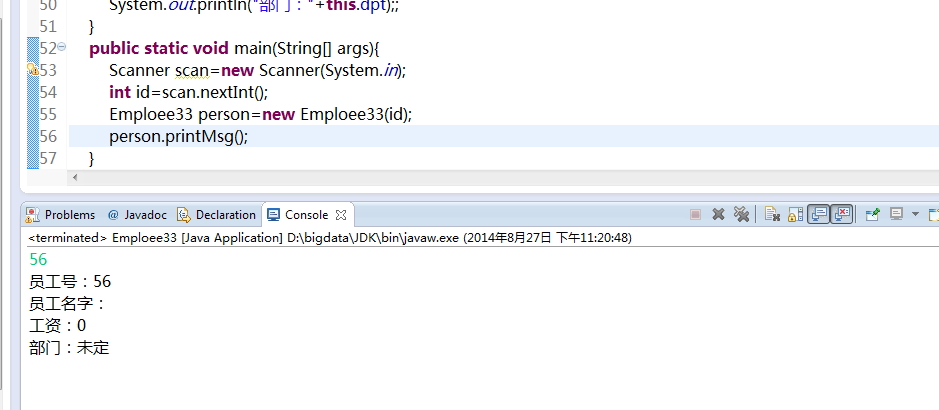 50 System.out.println("部门："+this.dpt);;
51 }
52 public static void main(String[] args){
53 Scanner scan=new Scanner(System.in);
54 int id=scan.nextInt();
55 Emploee33 person=new Emploee33(id);
56 person.printMsg();
57 }
Problems @ Javadoc Declaration Console
<terminated> Emploee33 [Java Application] D:\bigdata\JDK\bin\javaw.exe (2014年8月27日 下午11:20:48)
56
员工号：56
员工名字：
工资：0
部门：未定